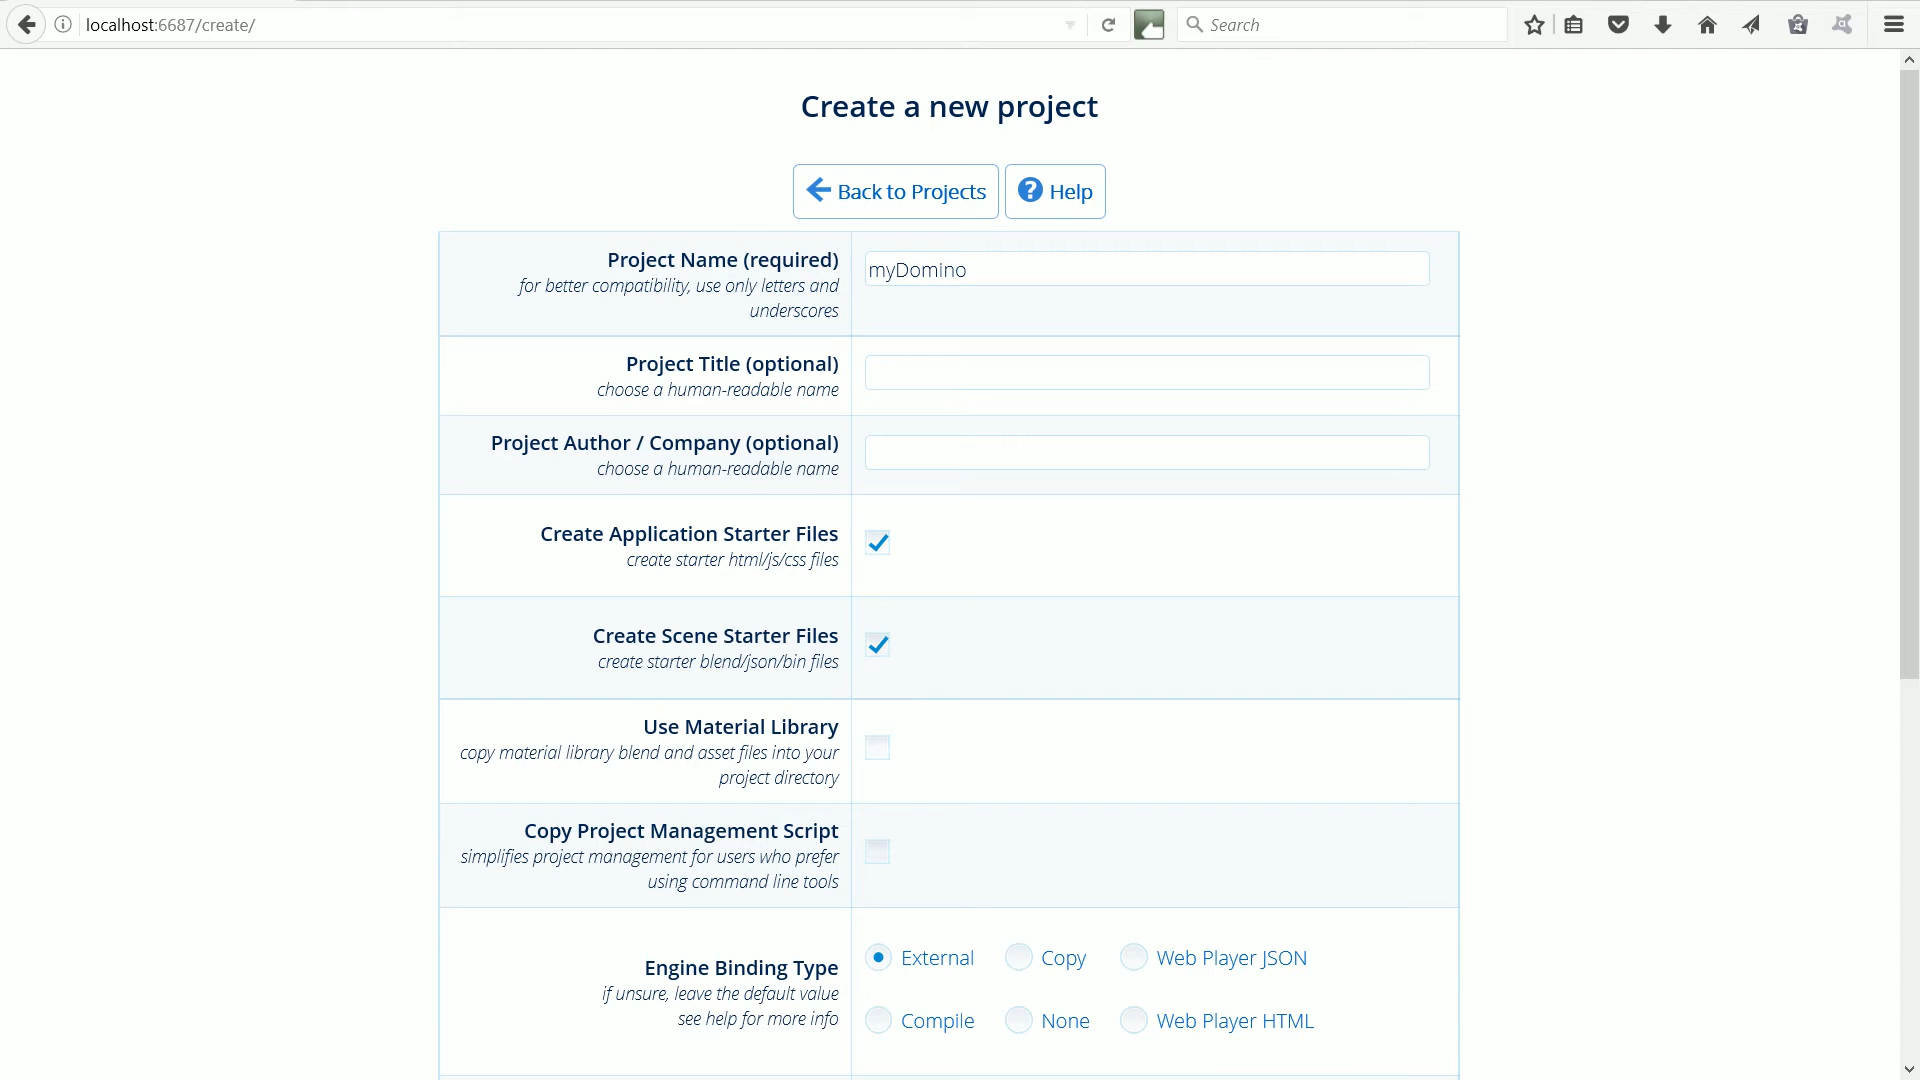 localhost:6687/create/
Search
Create a new project
Back to Projects
Help
Project Name (required)
for better compatibility, use only letters and
underscores
myDomino
Project Title (optional)
choose a human-readable name
Project Author / Company (optional)
choose a human-readable name
Create Application Starter Files
create starter html/js/css files
Create Scene Starter Files
create starter blend/json/bin files
Use Material Library
copy material library blend and asset files into your
project directory
Copy Project Management Script
simplifies project management for users who prefer
using command line tools
Engine Binding Type
if unsure, leave the default value
see help for more info
External
Copy
Web Player JSON
Compile
None
Web Player HTML